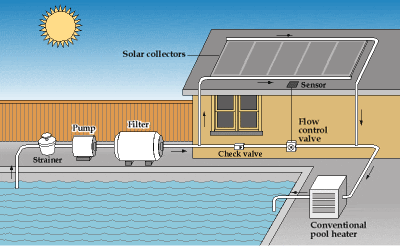 Solar collectors
Sensor
Flow
control
valve
Filter
Pump
Strainer
Check valve
Conventional
pool heater